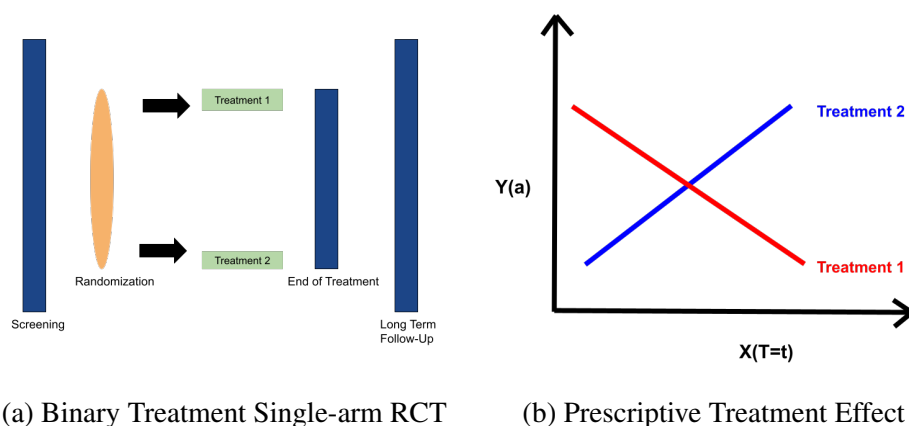 Treatment 1
Treatment 2
Randomization
End of Treatment
Screening
Long Term
Follow-Up
Treatment 2
Y(a)
Treatment 1
X(T=t)
(a) Binary Treatment Single-arm RCT
(b) Prescriptive Treatment Effect